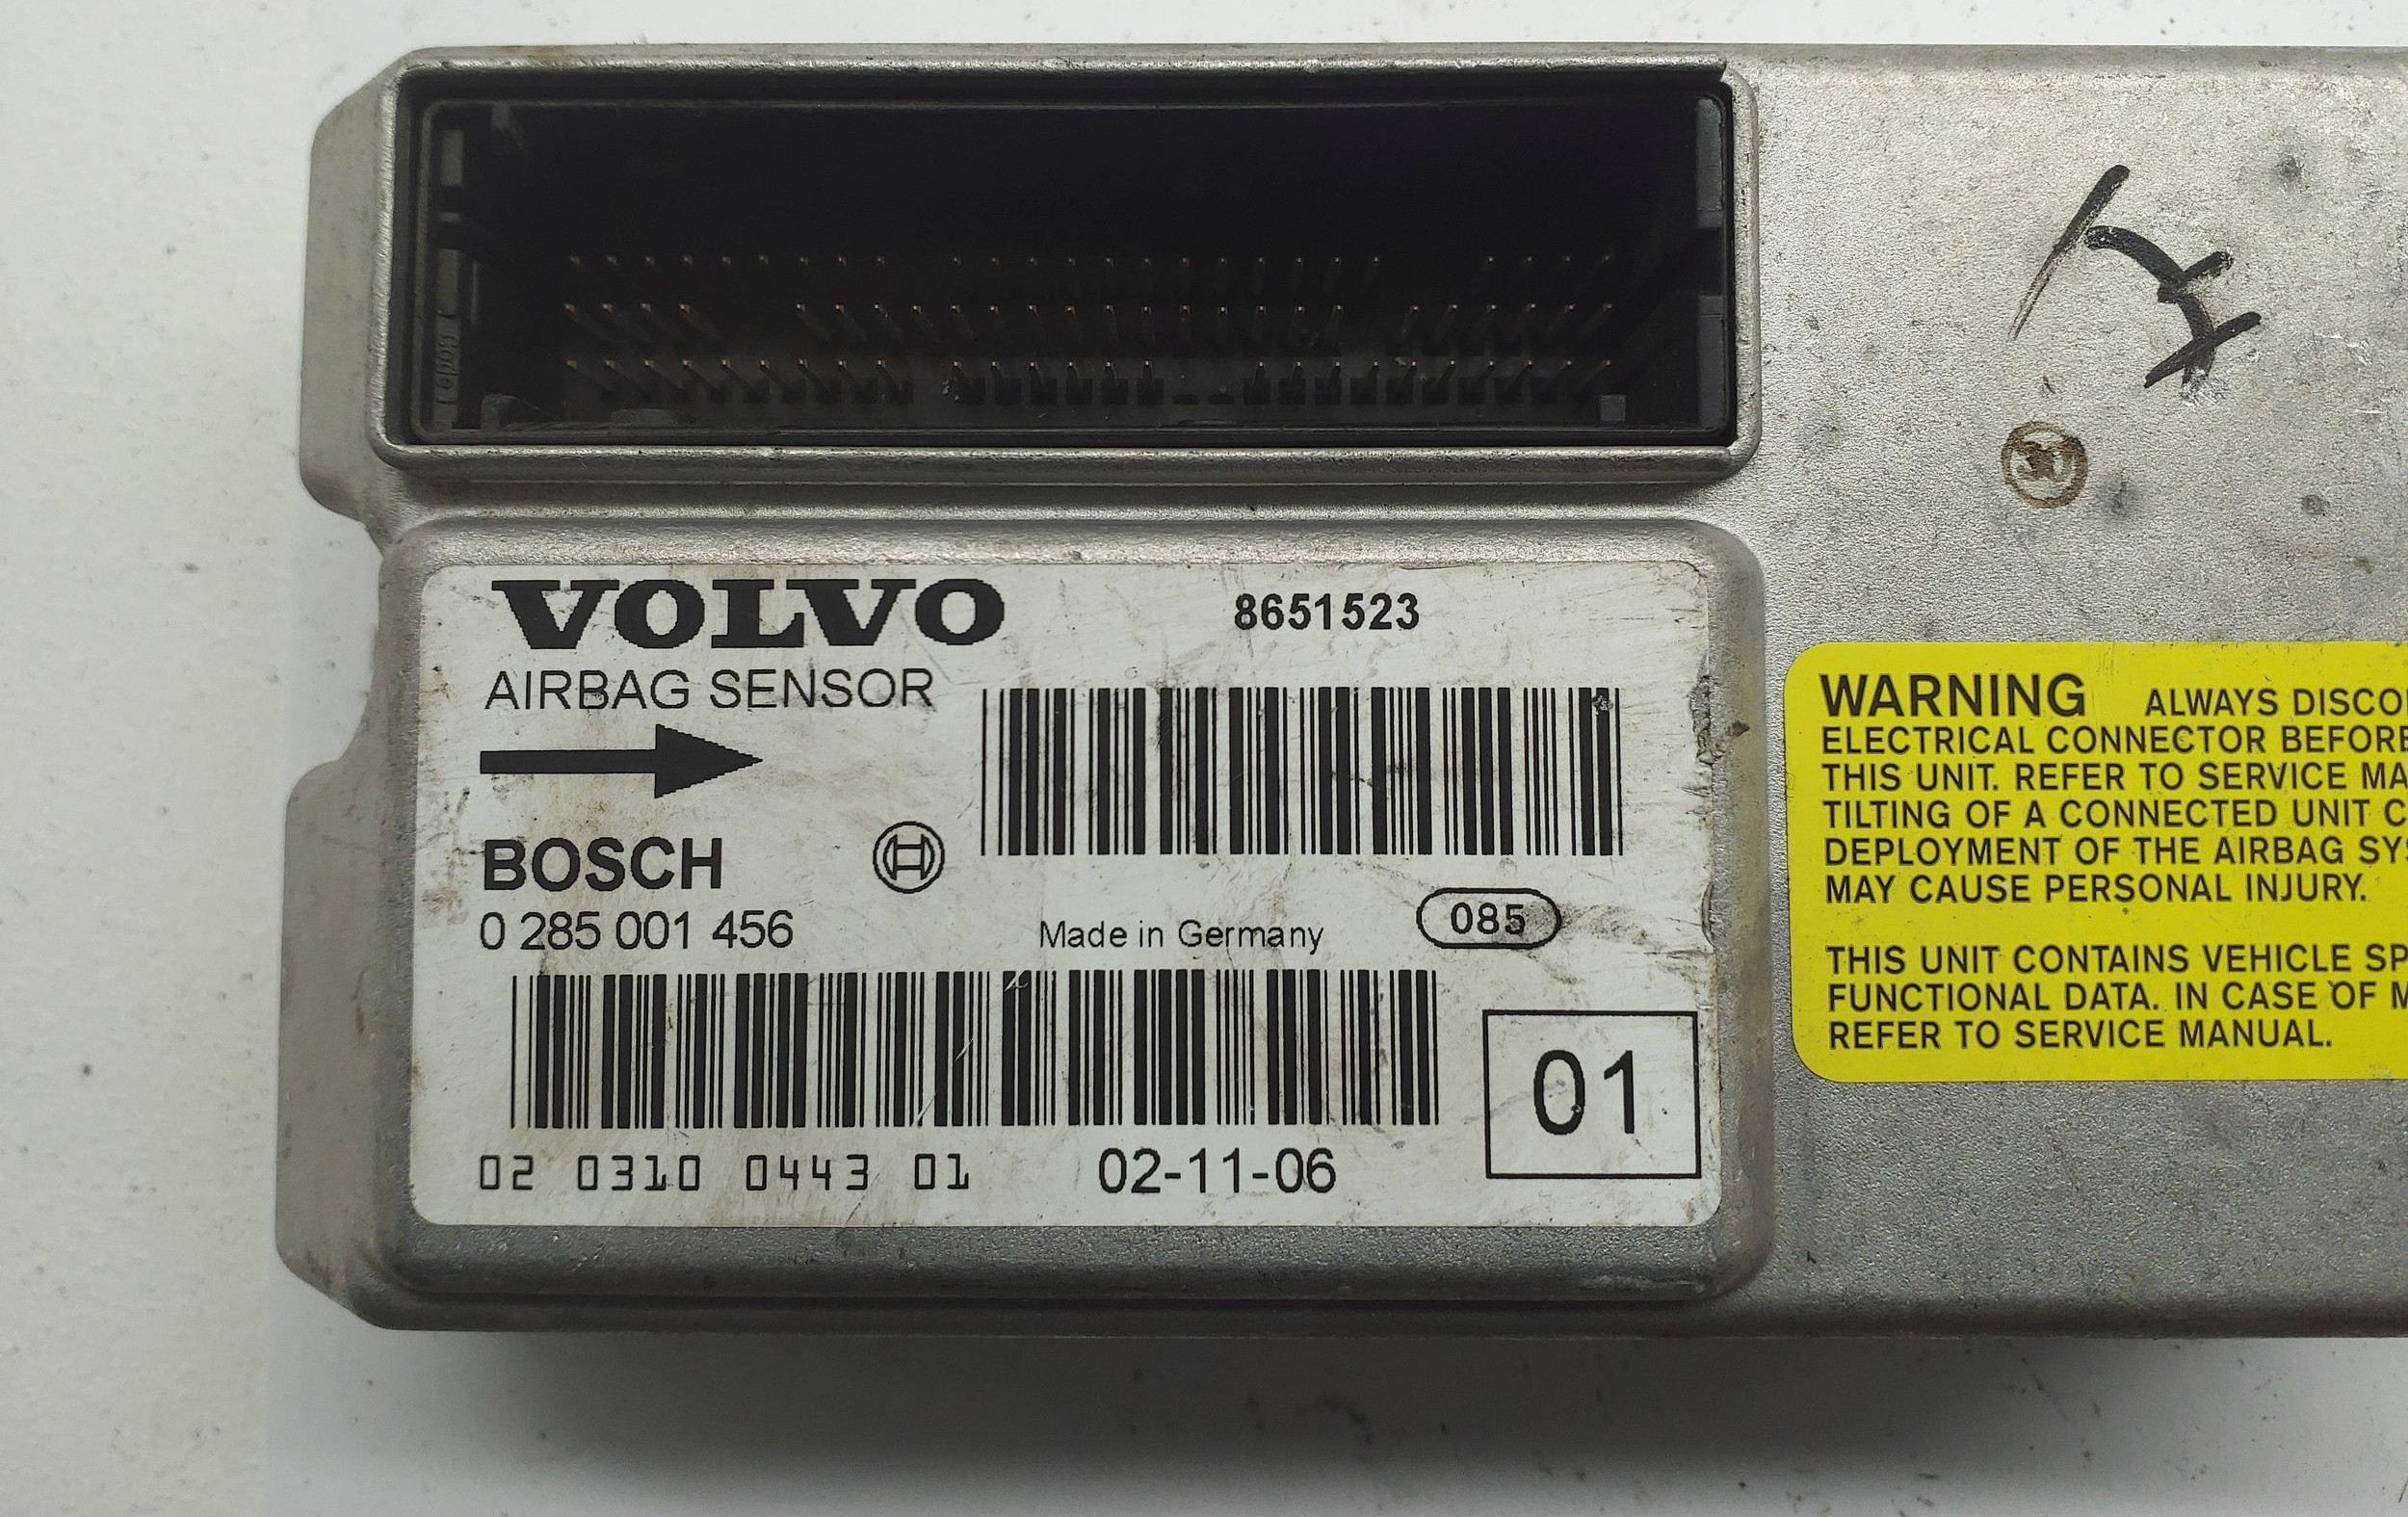 VOLVO
8651523
AIRBAG SENSOR
BOSCH
0 285 001 456
Made in Germany
085
01
02 0310 0443 01
02-11-06
30
WARNING ALWAYS DISCO
ELECTRICAL CONNECTOR BEFORE
THIS UNIT. REFER TO SERVICE MA
TILTING OF A CONNECTED UNIT C
DEPLOYMENT OF THE AIRBAG SYS
MAY CAUSE PERSONAL INJURY.
THIS UNIT CONTAINS VEHICLE SP
FUNCTIONAL DATA. IN CASE OF M
REFER TO SERVICE MANUAL.